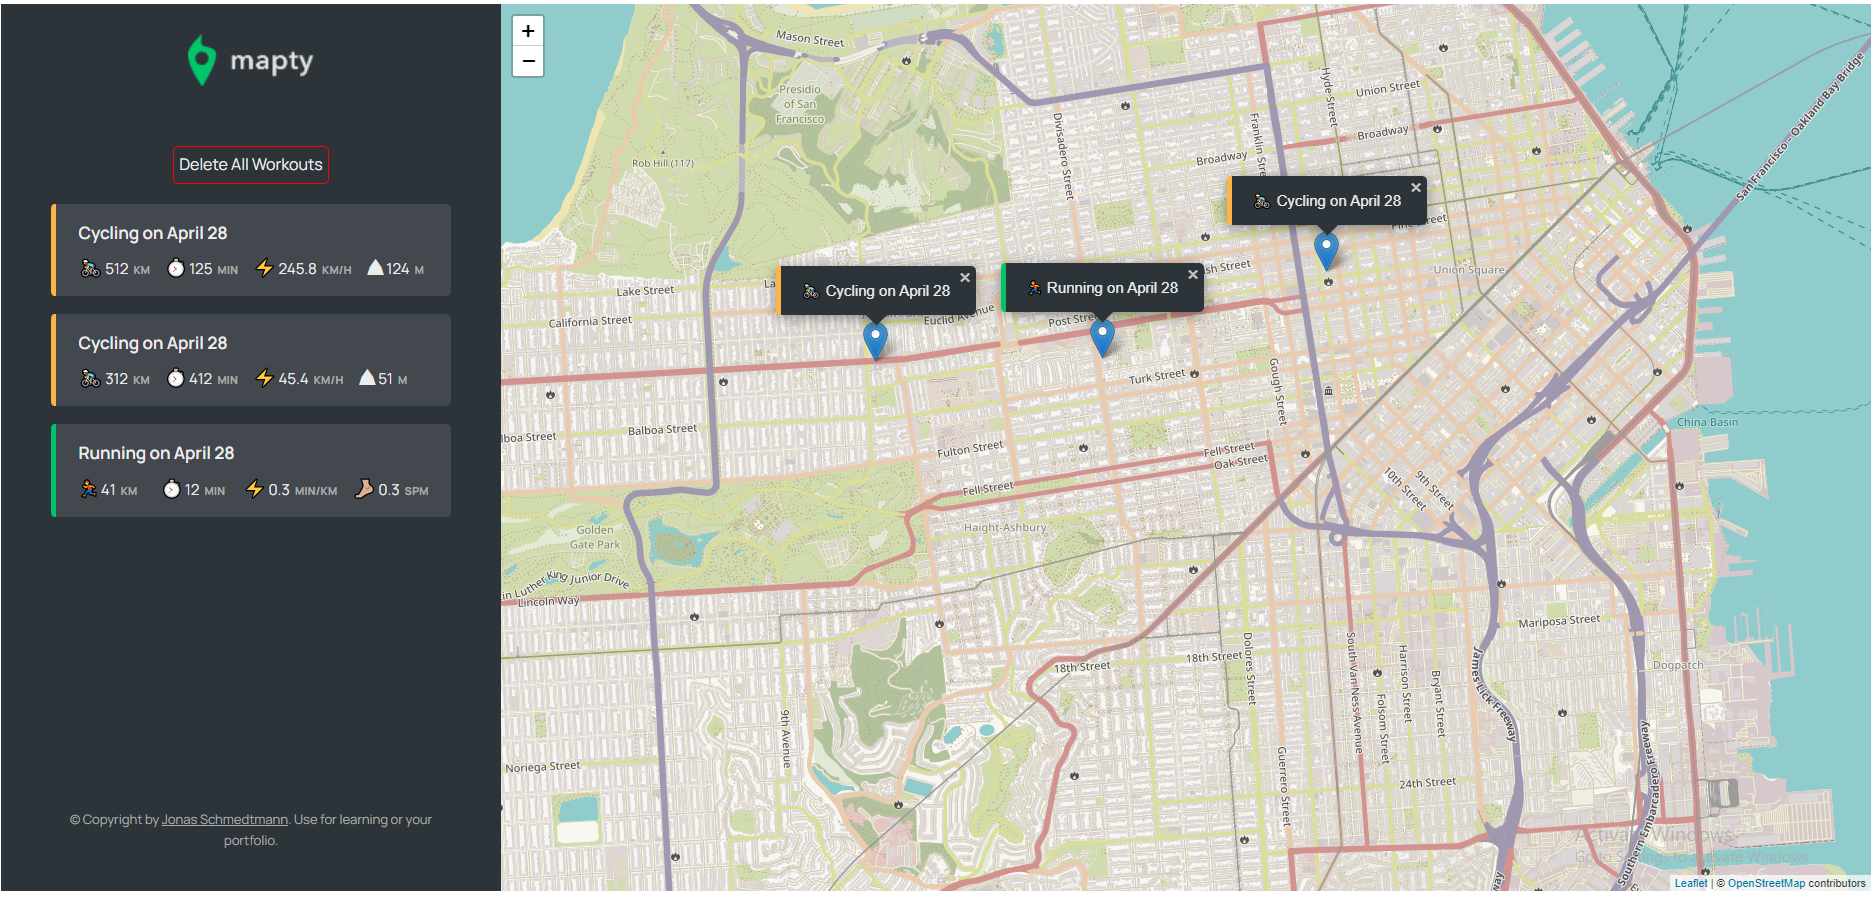 mapty
Delete All Workouts
Cycling on April 28
512 KM 125 MIN 245.8 KM/H 124 M
Cycling on April 28
312 KM 412 MIN 45.4 KM/H 51 M
Running on April 28
41 KM 12 MIN 0.3 MIN/KM 0.3 SPM
© Copyright by Jonas Schmedtmann. Use for learning or your
portfolio.
+
−
Mason Street
Presidio
of San
Francisco
Rob Hill (117)
Divisadero Street
Franklin
Hyde Street
Union Street
Broadway
Broadway
San Francisco - Oakland Bay Bridge
Cycling on April 28
×
Street
Union Square
Cycling on April 28
×
Running on April 28
×
Street
Lake Street
California Street
Euclid Avenue
Post
Turk Street
Gough Street
Balboa Street
Street
Fulton Street
Fell Street
Oak Street
Fell Street
9th Street
10th Street
China Basin
Haight-Ashbury
Golden
Gate Park
Luther King Junior Drive
Lincoln Way
Mariposa Street
Dogpatch
18th Street
18th Street
Dolores Street
South Van Ness Avenue
Harrison Street
Bryant Street
Folsom Street
James Lick Freeway
9th Avenue
Noriega Street
Guerrero Street
24th Street
Southern Embarcadero Freeway
Activate Windows
Go to Settings to activate Windows.
Leaflet | © OpenStreetMap contributors